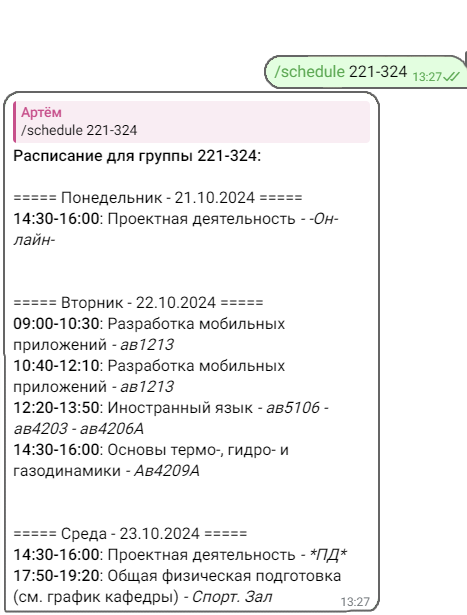 /schedule 221-324 13:27
Артём
/schedule 221-324
Расписание для группы 221-324:
===== Понедельник - 21.10.2024 =====
14:30-16:00: Проектная деятельность - -Он-
лайн-
===== Вторник - 22.10.2024 =====
09:00-10:30: Разработка мобильных
приложений - ав1213
10:40-12:10: Разработка мобильных
приложений - ав1213
12:20-13:50: Иностранный язык - ав5106 -
ав4203 - ав4206А
14:30-16:00: Основы термо-, гидро- и
газодинамики - Ав4209А
===== Среда - 23.10.2024 =====
14:30-16:00: Проектная деятельность - *ПД*
17:50-19:20: Общая физическая подготовка
(см. график кафедры) - Спорт. Зал 13:27